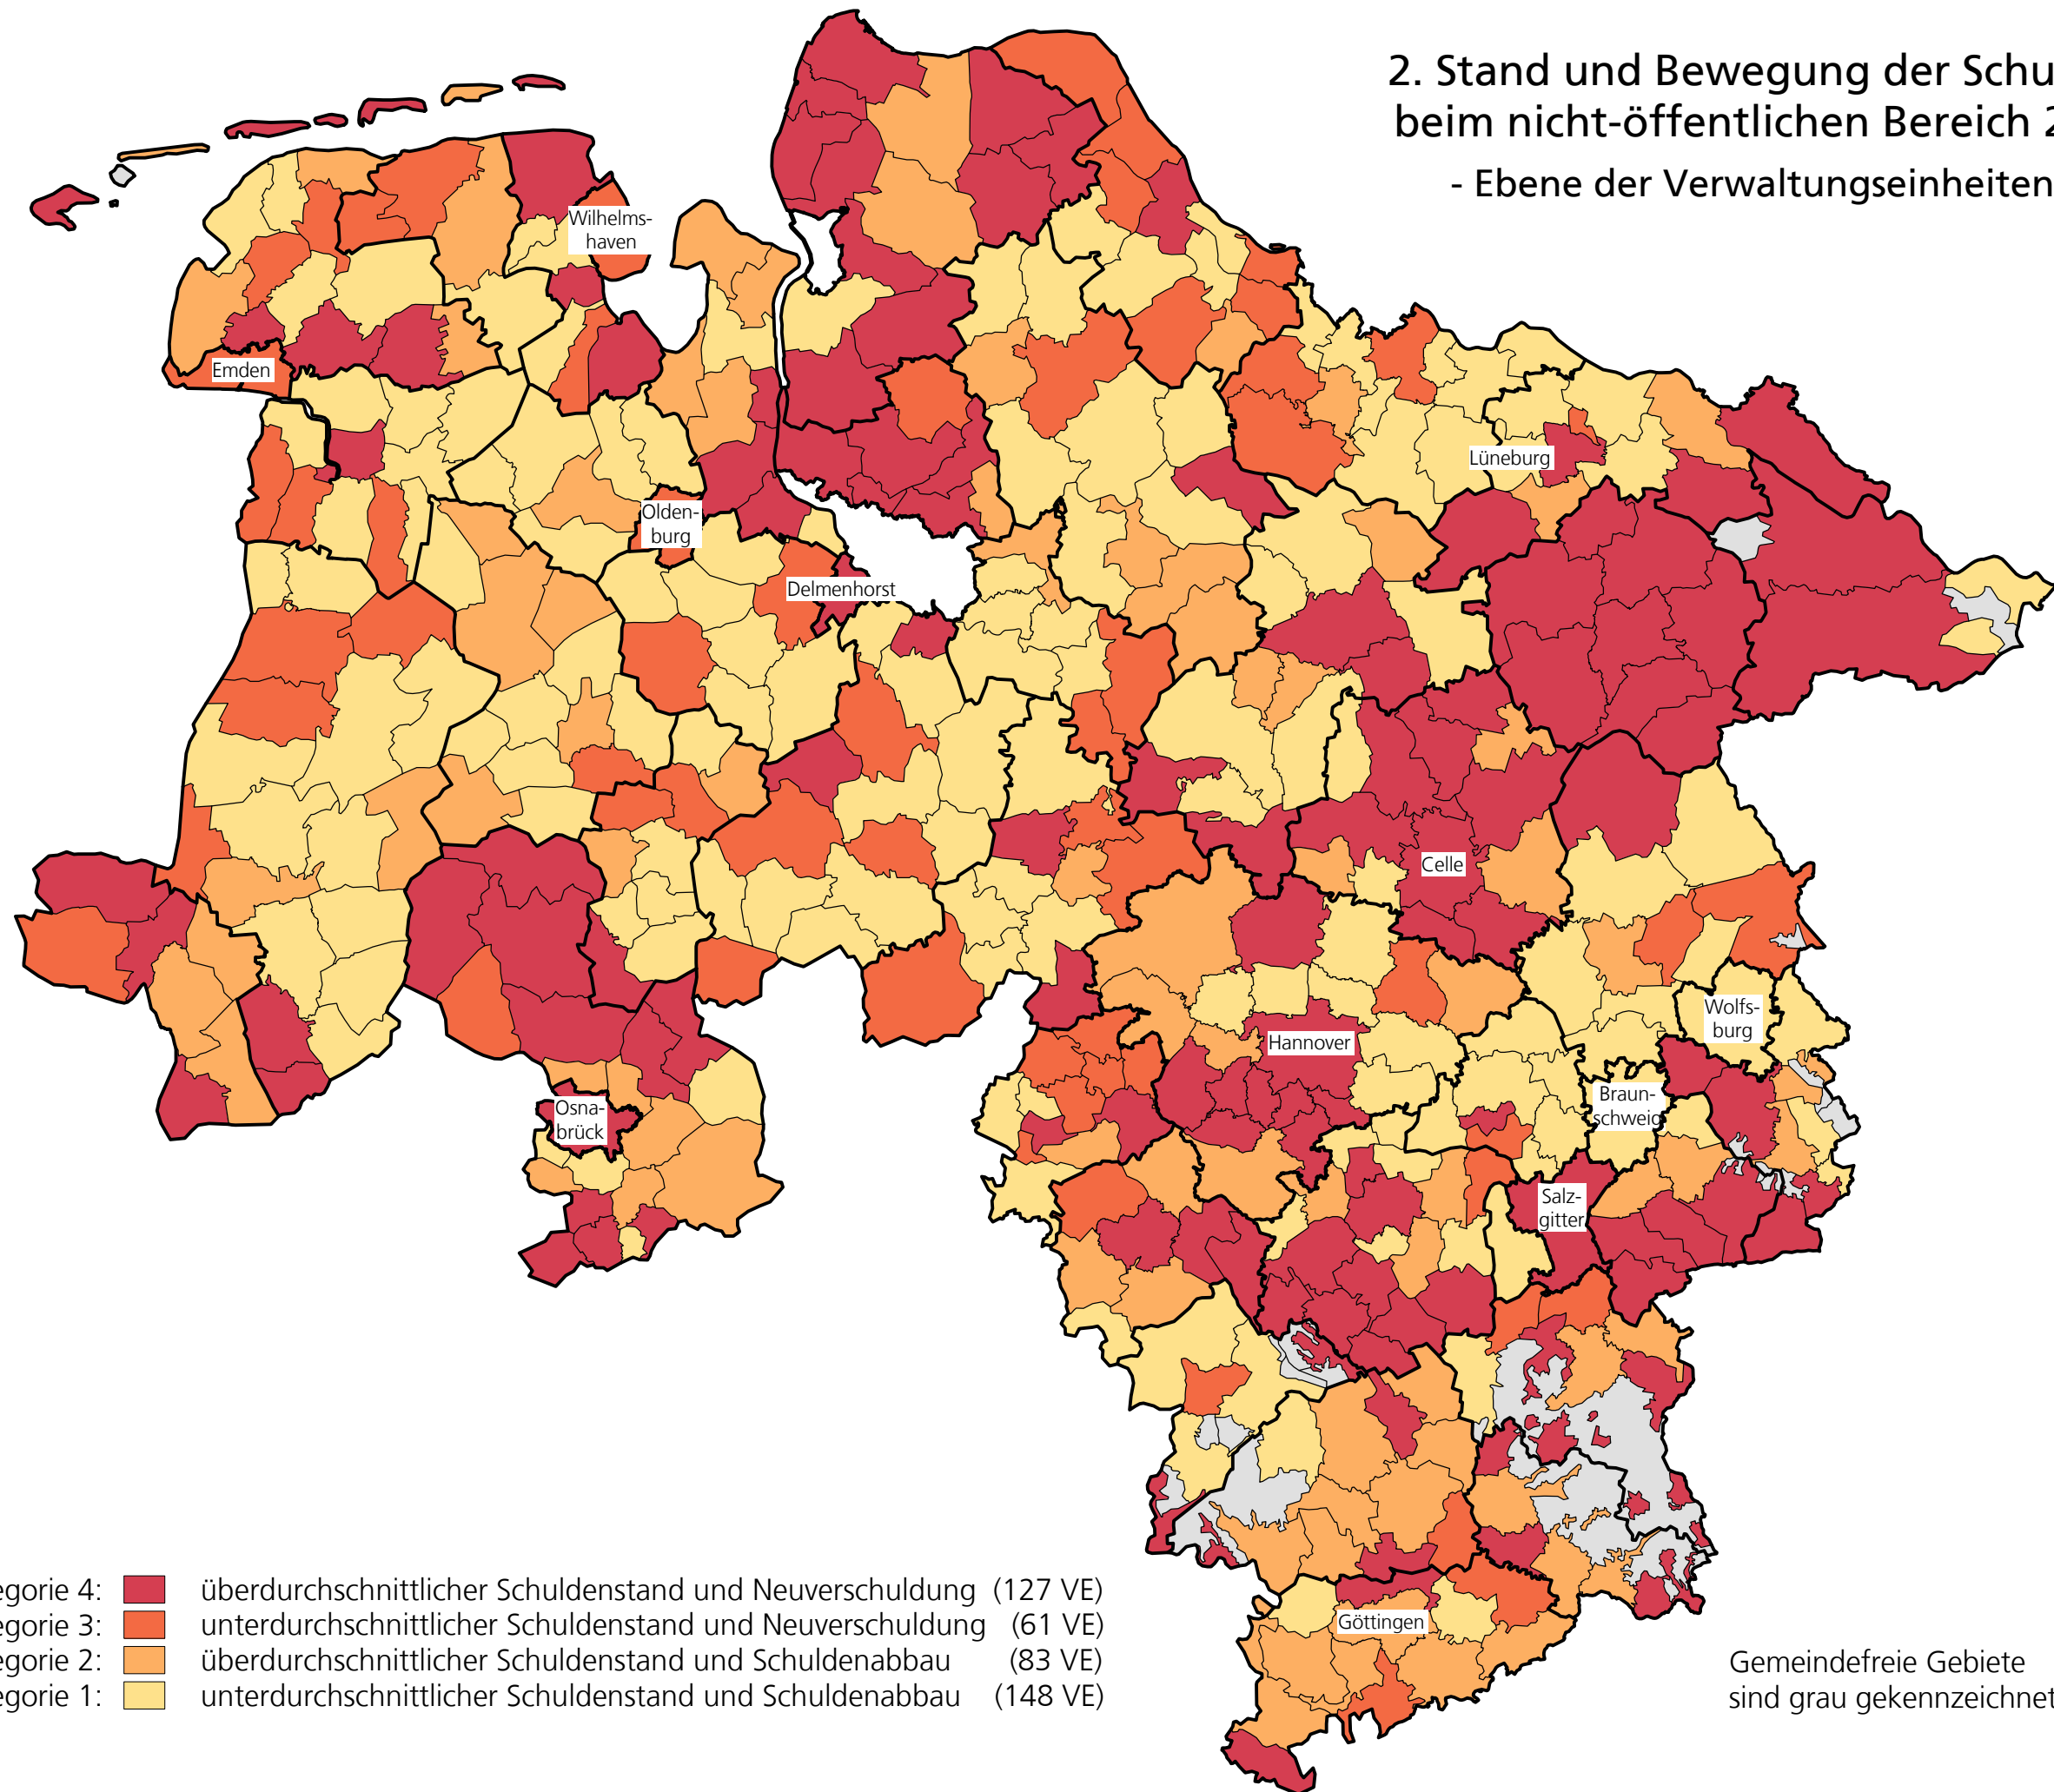 2. Stand und Bewegung der Schu
beim nicht-öffentlichen Bereich 2
- Ebene der Verwaltungseinheiten
Wilhelms-
haven
Emden
Lüneburg
Olden-
burg
Delmenhorst
Celle
Wolfs-
burg
Hannover
Osna-
brück
Braun-
schweig
Salz-
gitter
Göttingen
egorie 4: überdurchschnittlicher Schuldenstand und Neuverschuldung (127 VE)
egorie 3: unterdurchschnittlicher Schuldenstand und Neuverschuldung (61 VE)
egorie 2: überdurchschnittlicher Schuldenstand und Schuldenabbau (83 VE)
egorie 1: unterdurchschnittlicher Schuldenstand und Schuldenabbau (148 VE)
Gemeindefreie Gebiete
sind grau gekennzeichnet